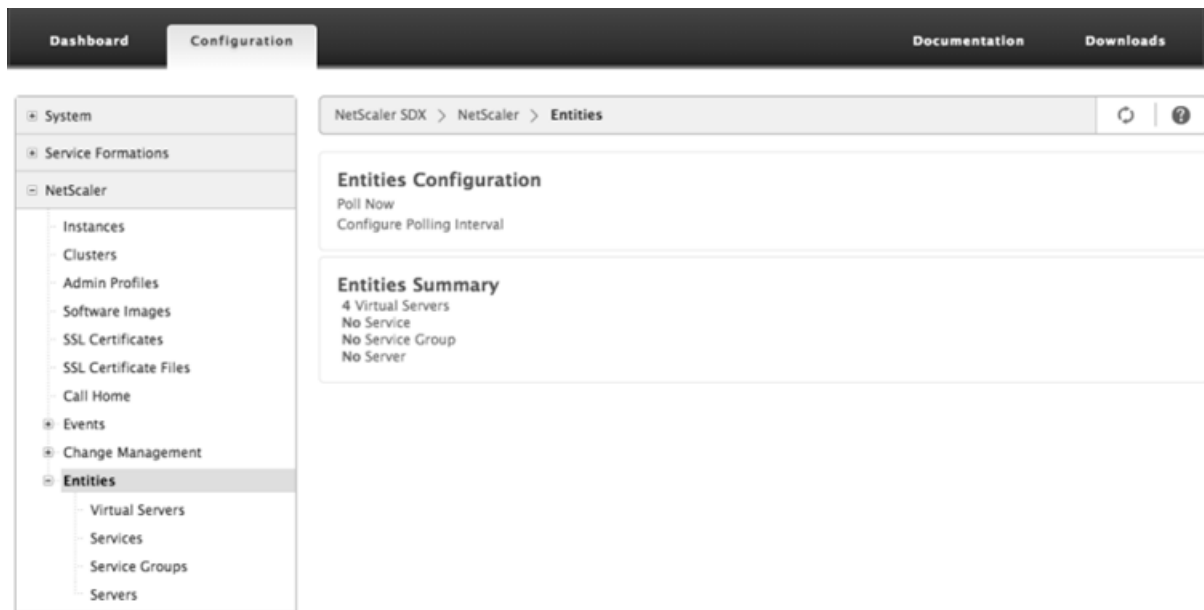 Dashboard
Configuration
Documentation
Downloads
System
Service Formations
NetScaler
Instances
Clusters
Admin Profiles
Software Images
SSL Certificates
SSL Certificate Files
Call Home
Events
Change Management
Entities
Virtual Servers
Services
Service Groups
Servers
NetScaler SDX > NetScaler > Entities
Entities Configuration
Poll Now
Configure Polling Interval
Entities Summary
4 Virtual Servers
No Service
No Service Group
No Server